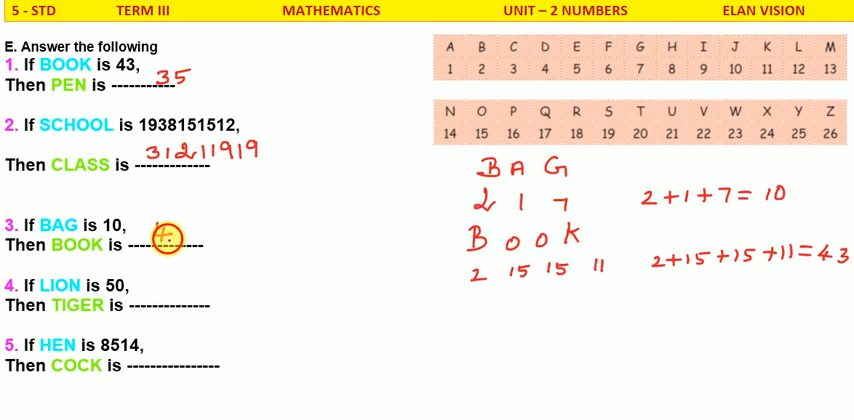 5 - STD TERM III MATHEMATICS UNIT – 2 NUMBERS ELAN VISION
E. Answer the following
1. If BOOK is 43,
Then PEN is ----------- 35
2. If SCHOOL is 1938151512,
Then CLASS is ------------- 31211919
3. If BAG is 10,
Then BOOK is ------------- 4
4. If LION is 50,
Then TIGER is --------------
5. If HEN is 8514,
Then COCK is ----------------
A B C D E F G H I J K L M
1 2 3 4 5 6 7 8 9 10 11 12 13
N O P Q R S T U V W X Y Z
14 15 16 17 18 19 20 21 22 23 24 25 26
B A G
2 1 7 2+1+7=10
B O O K
2 15 15 11 2+15+15+11=43